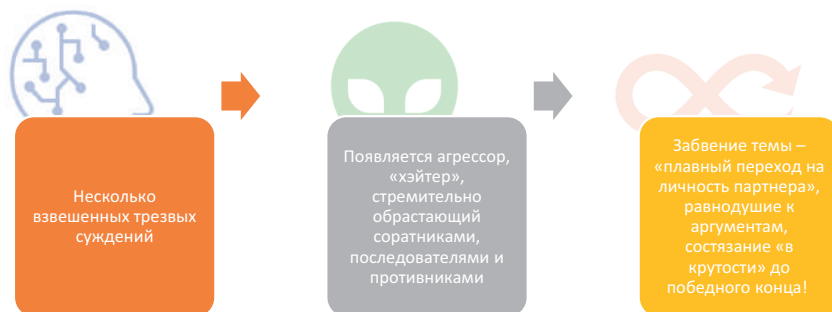 Несколько
взвешенных трезвых
суждений
Появляется агрессор,
«хэйтер»,
стремительно
обрастающий
соратниками,
последователями и
противниками
Забвение темы –
«плавный переход на
личность партнера»,
равнодушие к
аргументам,
состязание «в
крутости» до
победного конца!